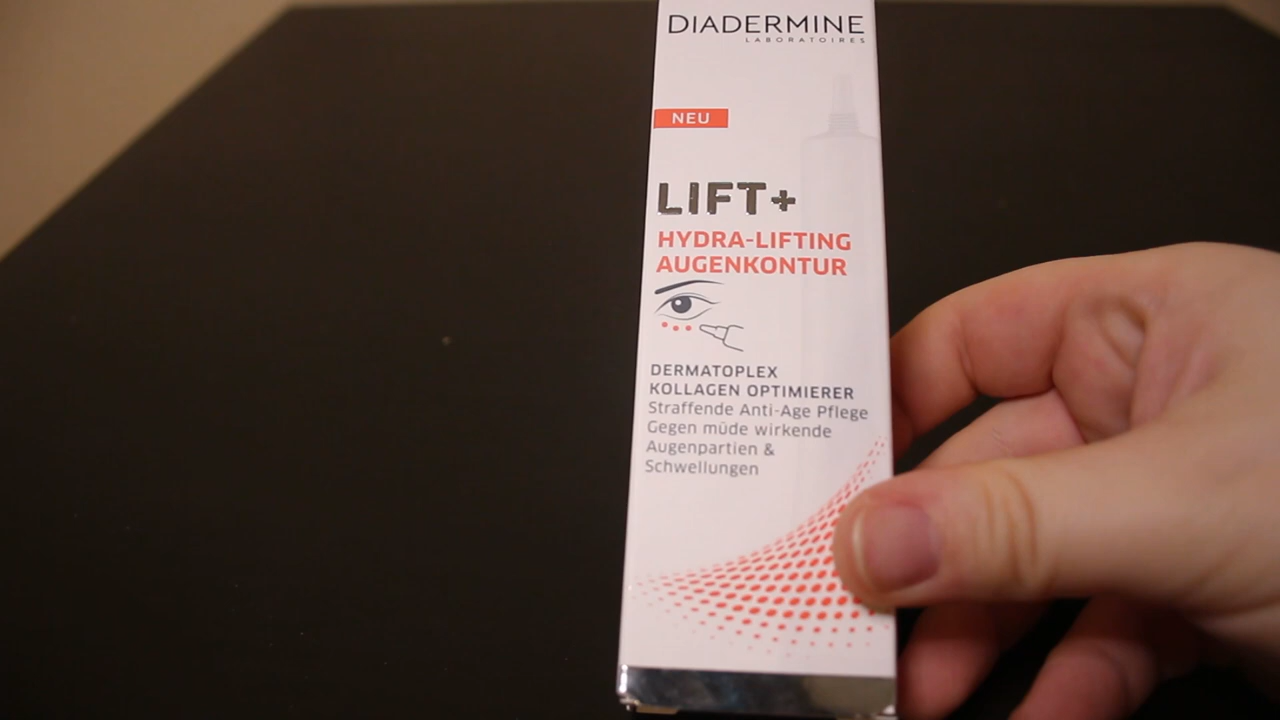 DIADERMINE
LABORATOIRES
NEU
LIFT+
HYDRA-LIFTING
AUGENKONTUR
DERMATOPLEX
KOLLAGEN OPTIMIERER
Straffende Anti-Age Pflege
Gegen müde wirkende
Augenpartien &
Schwellungen